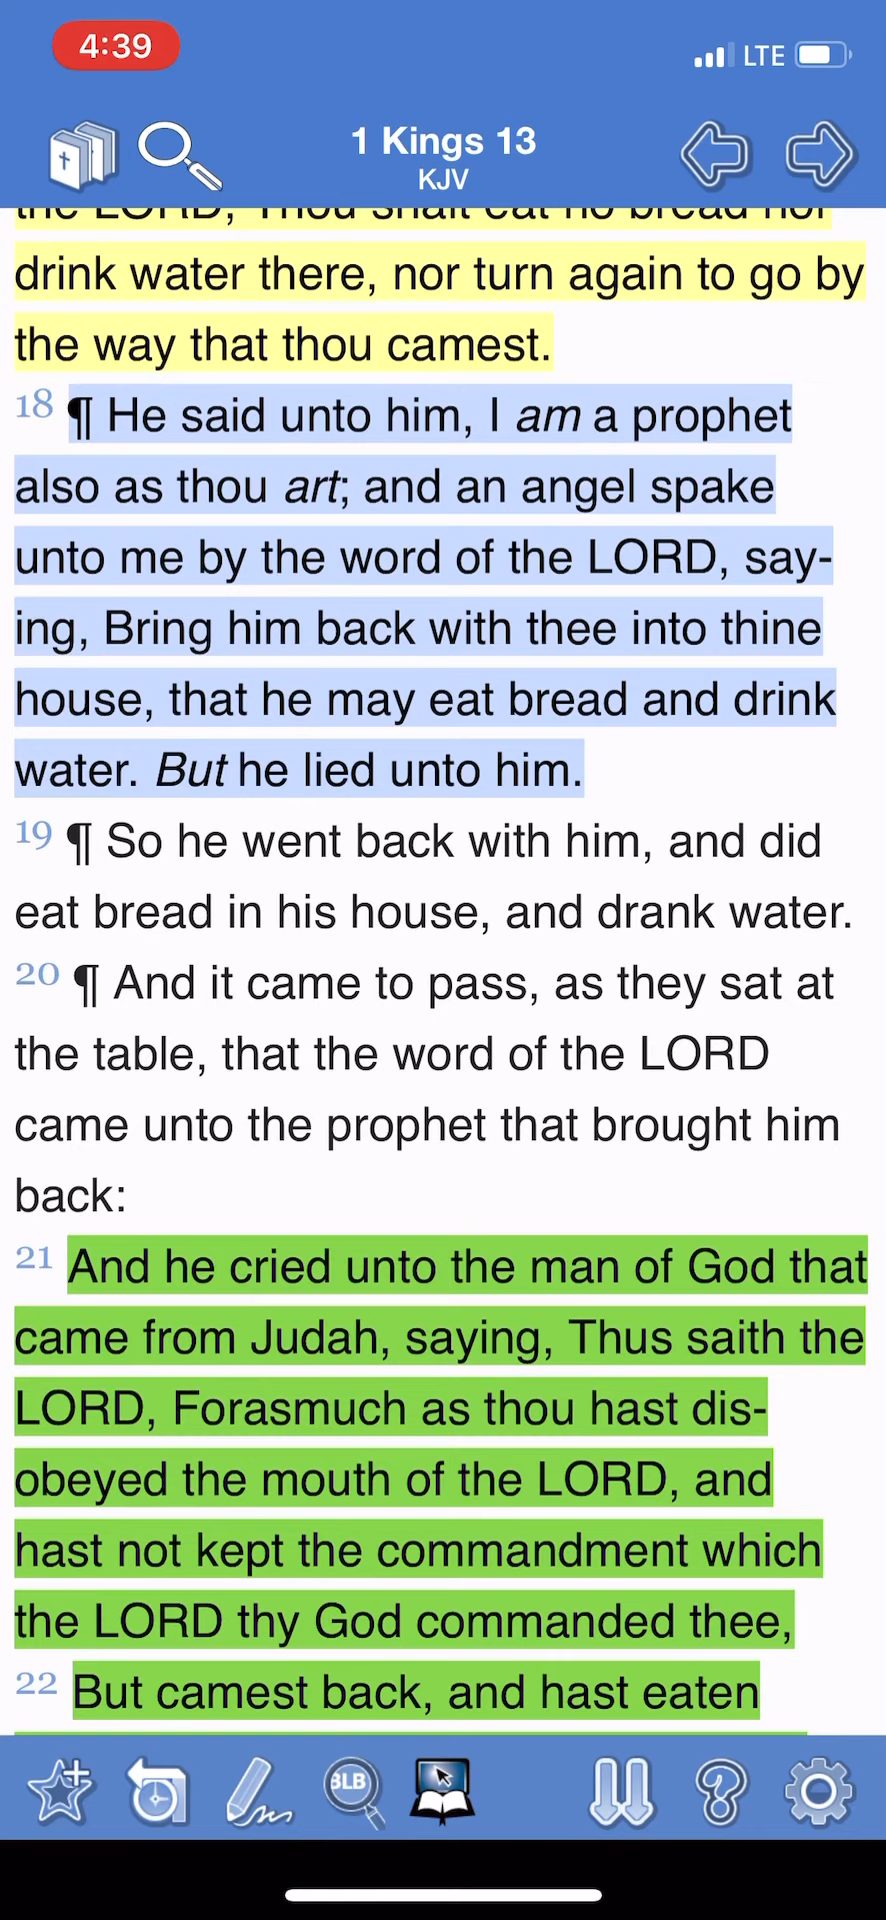 4:39
LTE
1 Kings 13
KJV
the LORD, Thou shalt eat no bread nor
drink water there, nor turn again to go by
the way that thou camest.
18 ¶ He said unto him, I am a prophet
also as thou art; and an angel spake
unto me by the word of the LORD, say-
ing, Bring him back with thee into thine
house, that he may eat bread and drink
water. But he lied unto him.
19 ¶ So he went back with him, and did
eat bread in his house, and drank water.
20 ¶ And it came to pass, as they sat at
the table, that the word of the LORD
came unto the prophet that brought him
back:
21 And he cried unto the man of God that
came from Judah, saying, Thus saith the
LORD, Forasmuch as thou hast dis-
obeyed the mouth of the LORD, and
hast not kept the commandment which
the LORD thy God commanded thee,
22 But camest back, and hast eaten
BLB